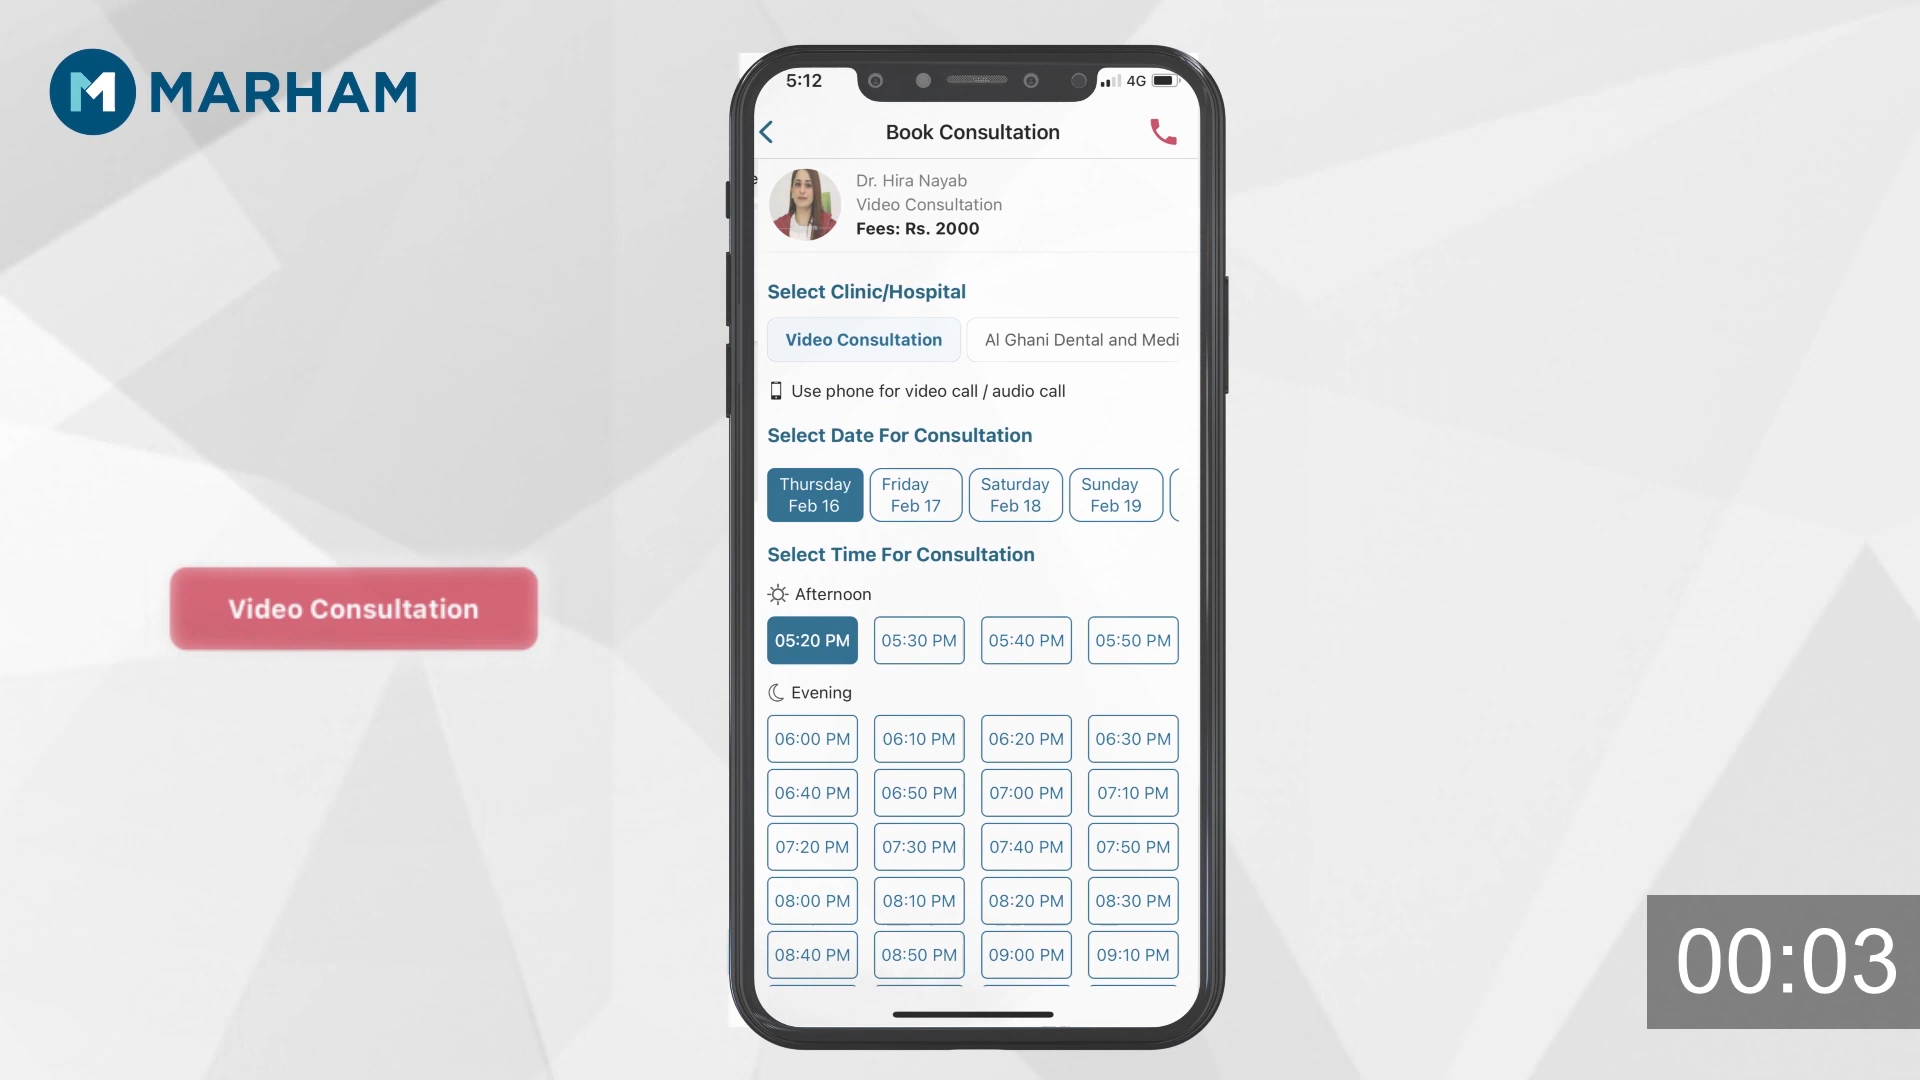 MARHAM
5:12
4G
Book Consultation
Dr. Hira Nayab
Video Consultation
Fees: Rs. 2000
Select Clinic/Hospital
Video Consultation
Al Ghani Dental and Medi
Use phone for video call / audio call
Select Date For Consultation
Thursday
Feb 16
Friday
Feb 17
Saturday
Feb 18
Sunday
Feb 19
Select Time For Consultation
Afternoon
05:20 PM 05:30 PM 05:40 PM 05:50 PM
Evening
06:00 PM 06:10 PM 06:20 PM 06:30 PM
06:40 PM 06:50 PM 07:00 PM 07:10 PM
07:20 PM 07:30 PM 07:40 PM 07:50 PM
08:00 PM 08:10 PM 08:20 PM 08:30 PM
08:40 PM 08:50 PM 09:00 PM 09:10 PM
Video Consultation
00:03